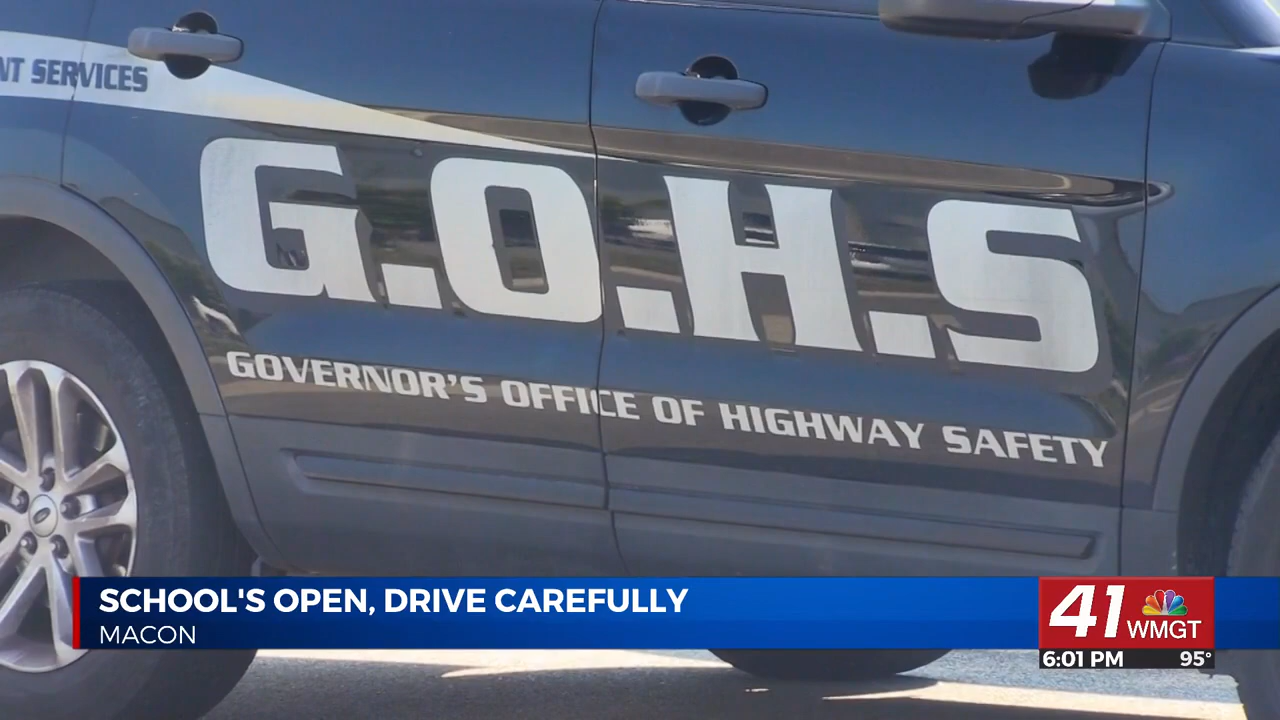 NT SERVICES
G.O.H.S
GOVERNOR'S OFFICE OF HIGHWAY SAFETY
SCHOOL'S OPEN, DRIVE CAREFULLY
MACON
41
WMGT
6:01 PM 95°